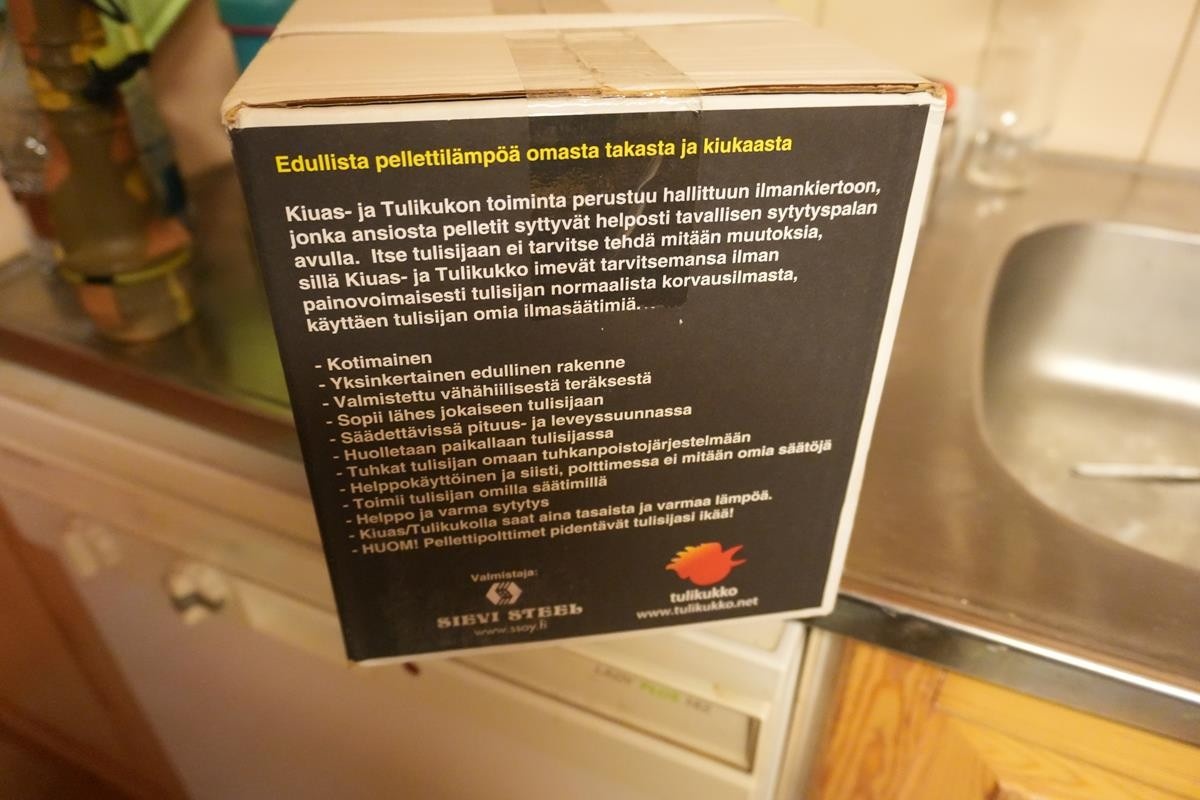 Edullista pellettilämpöä omasta takasta ja kiukaasta
Kiuas- ja Tulikukon toiminta perustuu hallittuun ilmankiertoon,
jonka ansiosta pelletit syttyvät helposti tavallisen sytytyspalan
avulla. Itse tulisijaan ei tarvitse tehdä mitään muutoksia,
sillä Kiuas- ja Tulikukko imevät tarvitsemansa ilman
painovoimaisesti tulisijan normaalista korvausilmasta,
käyttäen tulisijan omia ilmasäätimiä.
- Kotimainen
- Yksinkertainen edullinen rakenne
- Valmistettu vähähiilisestä teräksestä
- Sopii lähes jokaiseen tulisijaan
- Säädettävissä pituus- ja leveyssuunnassa
- Huolletaan paikallaan tulisijassa
- Tuhkat tulisijan omaan tuhkanpoistojärjestelmään
- Helppokäyttöinen ja siisti, polttimessa ei mitään omia säätöjä
- Toimii tulisijan omilla säätimillä
- Helppo ja varma sytytys
- Kiuas/Tulikukolla saat aina tasaista ja varmaa lämpöä.
- HUOM! Pellettipolttimet pidentävät tulisijasi ikää!
Valmistaja:
SIEVI STEEL
www.ssoy.fi
tulikukko
www.tulikukko.net